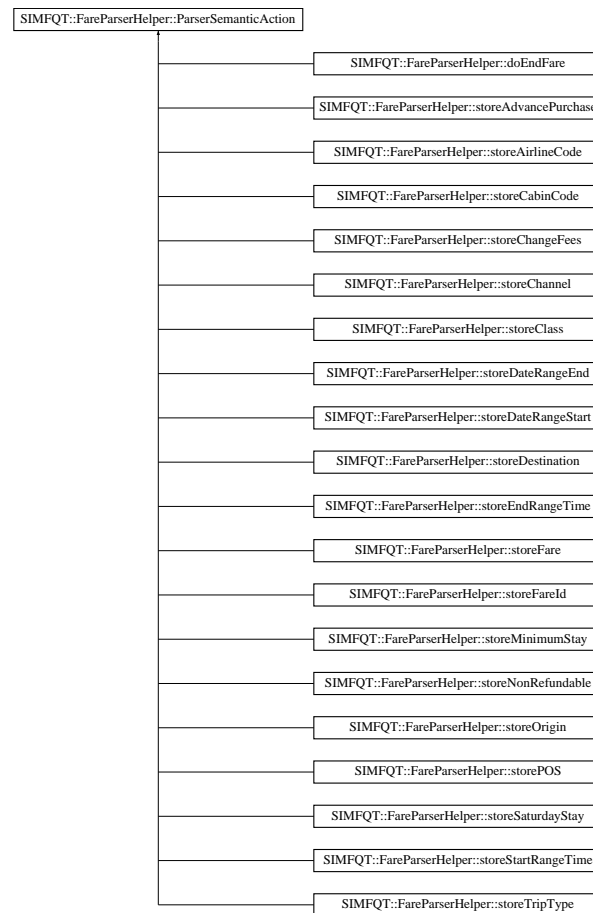 SIMFQT::FareParserHelper::ParserSemanticAction
SIMFQT::FareParserHelper::doEndFare
SIMFQT::FareParserHelper::storeAdvancePurchase
SIMFQT::FareParserHelper::storeAirlineCode
SIMFQT::FareParserHelper::storeCabinCode
SIMFQT::FareParserHelper::storeChangeFees
SIMFQT::FareParserHelper::storeChannel
SIMFQT::FareParserHelper::storeClass
SIMFQT::FareParserHelper::storeDateRangeEnd
SIMFQT::FareParserHelper::storeDateRangeStart
SIMFQT::FareParserHelper::storeDestination
SIMFQT::FareParserHelper::storeEndRangeTime
SIMFQT::FareParserHelper::storeFare
SIMFQT::FareParserHelper::storeFareId
SIMFQT::FareParserHelper::storeMinimumStay
SIMFQT::FareParserHelper::storeNonRefundable
SIMFQT::FareParserHelper::storeOrigin
SIMFQT::FareParserHelper::storePOS
SIMFQT::FareParserHelper::storeSaturdayStay
SIMFQT::FareParserHelper::storeStartRangeTime
SIMFQT::FareParserHelper::storeTripType